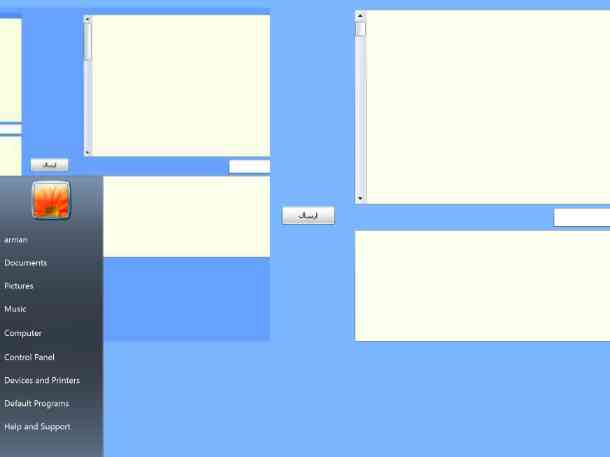 ارسال
ارسال
arman
Documents
Pictures
Music
Computer
Control Panel
Devices and Printers
Default Programs
Help and Support